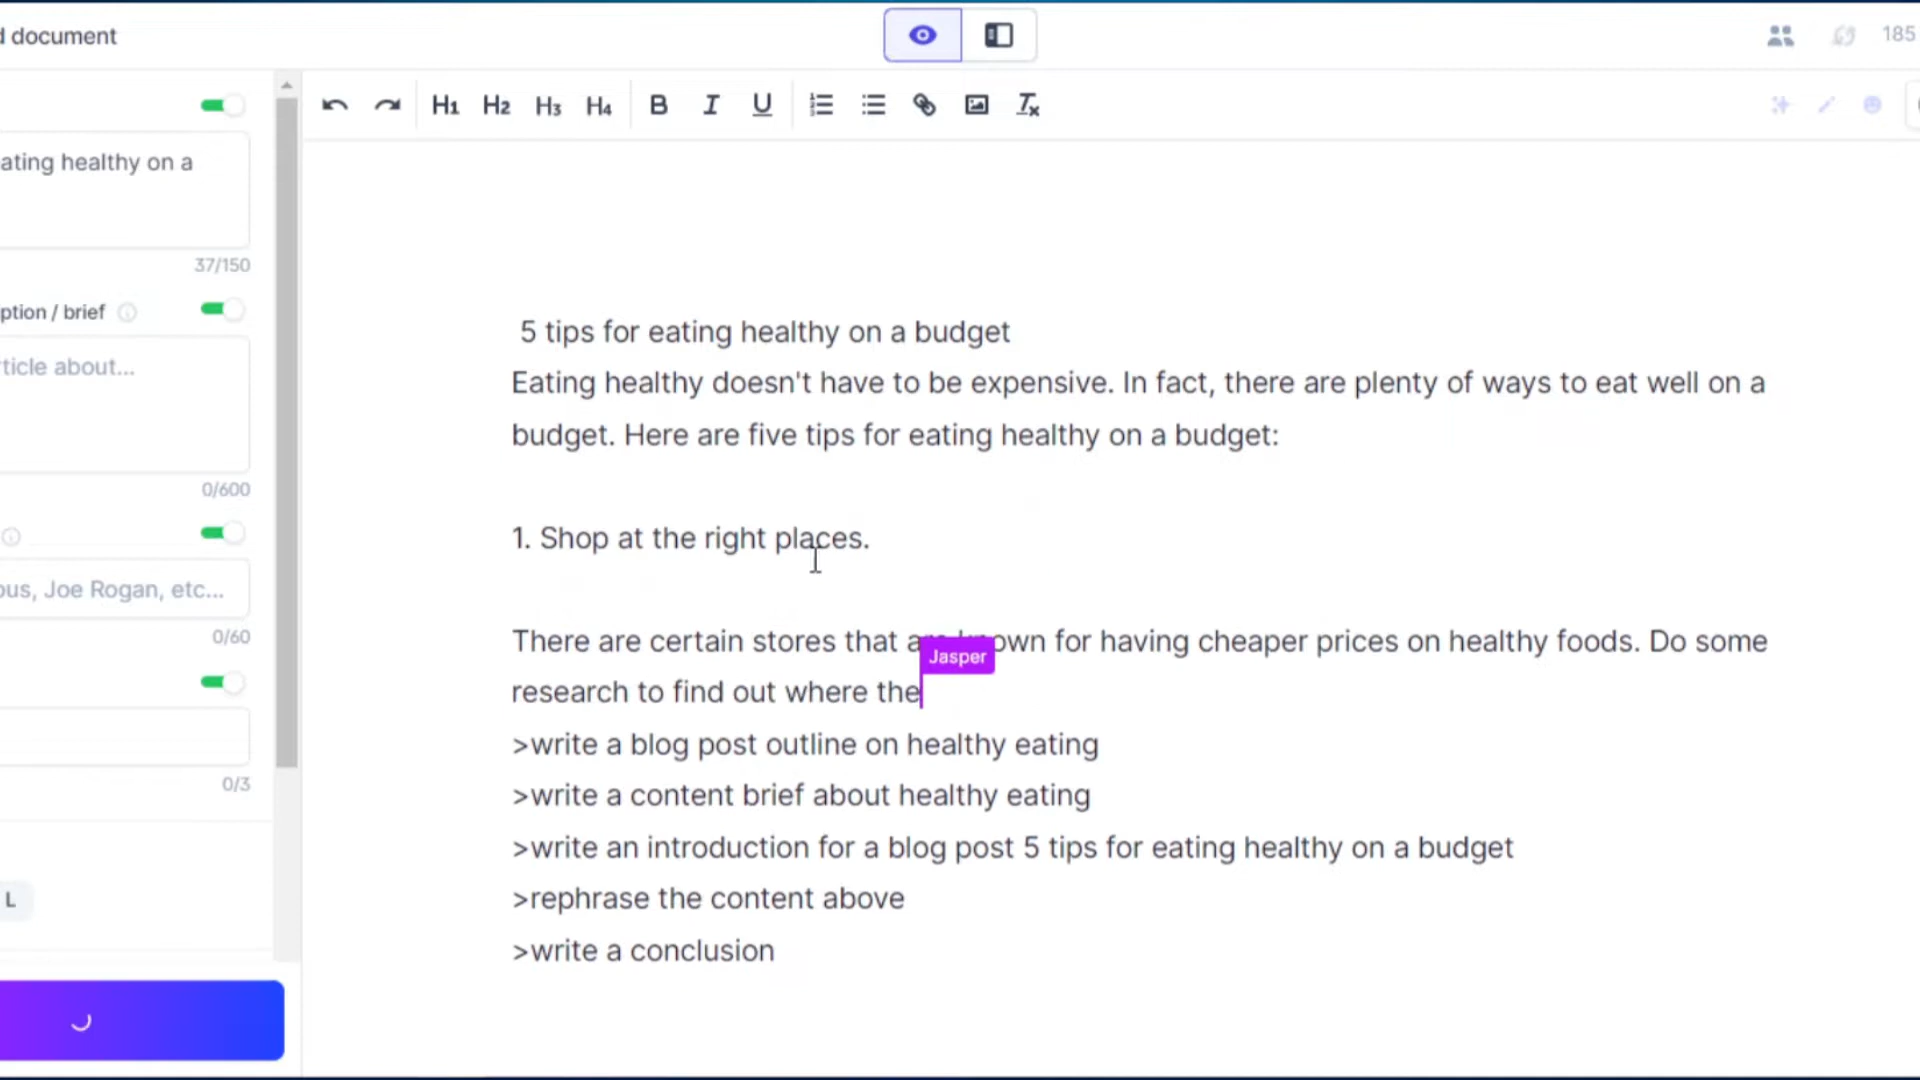 d document
185
H1 H2 H3 H4 B I U
ating healthy on a
37/150
ption / brief
ticle about...
0/600
ous, Joe Rogan, etc...
0/60
0/3
L
5 tips for eating healthy on a budget
Eating healthy doesn't have to be expensive. In fact, there are plenty of ways to eat well on a
budget. Here are five tips for eating healthy on a budget:
1. Shop at the right places.
There are certain stores that are known for having cheaper prices on healthy foods. Do some
Jasper
research to find out where the
>write a blog post outline on healthy eating
>write a content brief about healthy eating
>write an introduction for a blog post 5 tips for eating healthy on a budget
>rephrase the content above
>write a conclusion